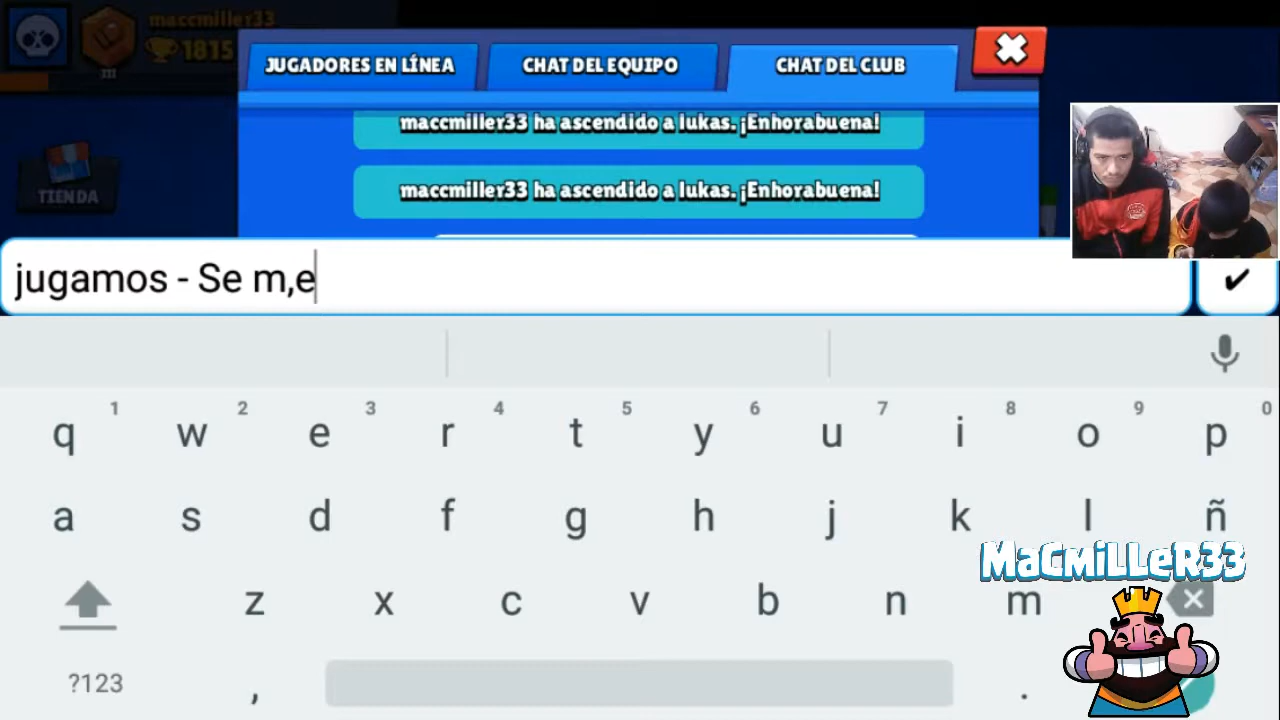 maccmiller33
1815
III
JUGADORES EN LÍNEA
CHAT DEL EQUIPO
CHAT DEL CLUB
maccmiller33 ha ascendido a lukas. ¡Enhorabuena!
maccmiller33 ha ascendido a lukas. ¡Enhorabuena!
TIENDA
jugamos - Se m,e
1 2 3 4 5 6 7 8 9 0
q w e r t y u i o p
a s d f g h j k l ñ
MaCmiLLeR33
z x c v b n m
?123 , .